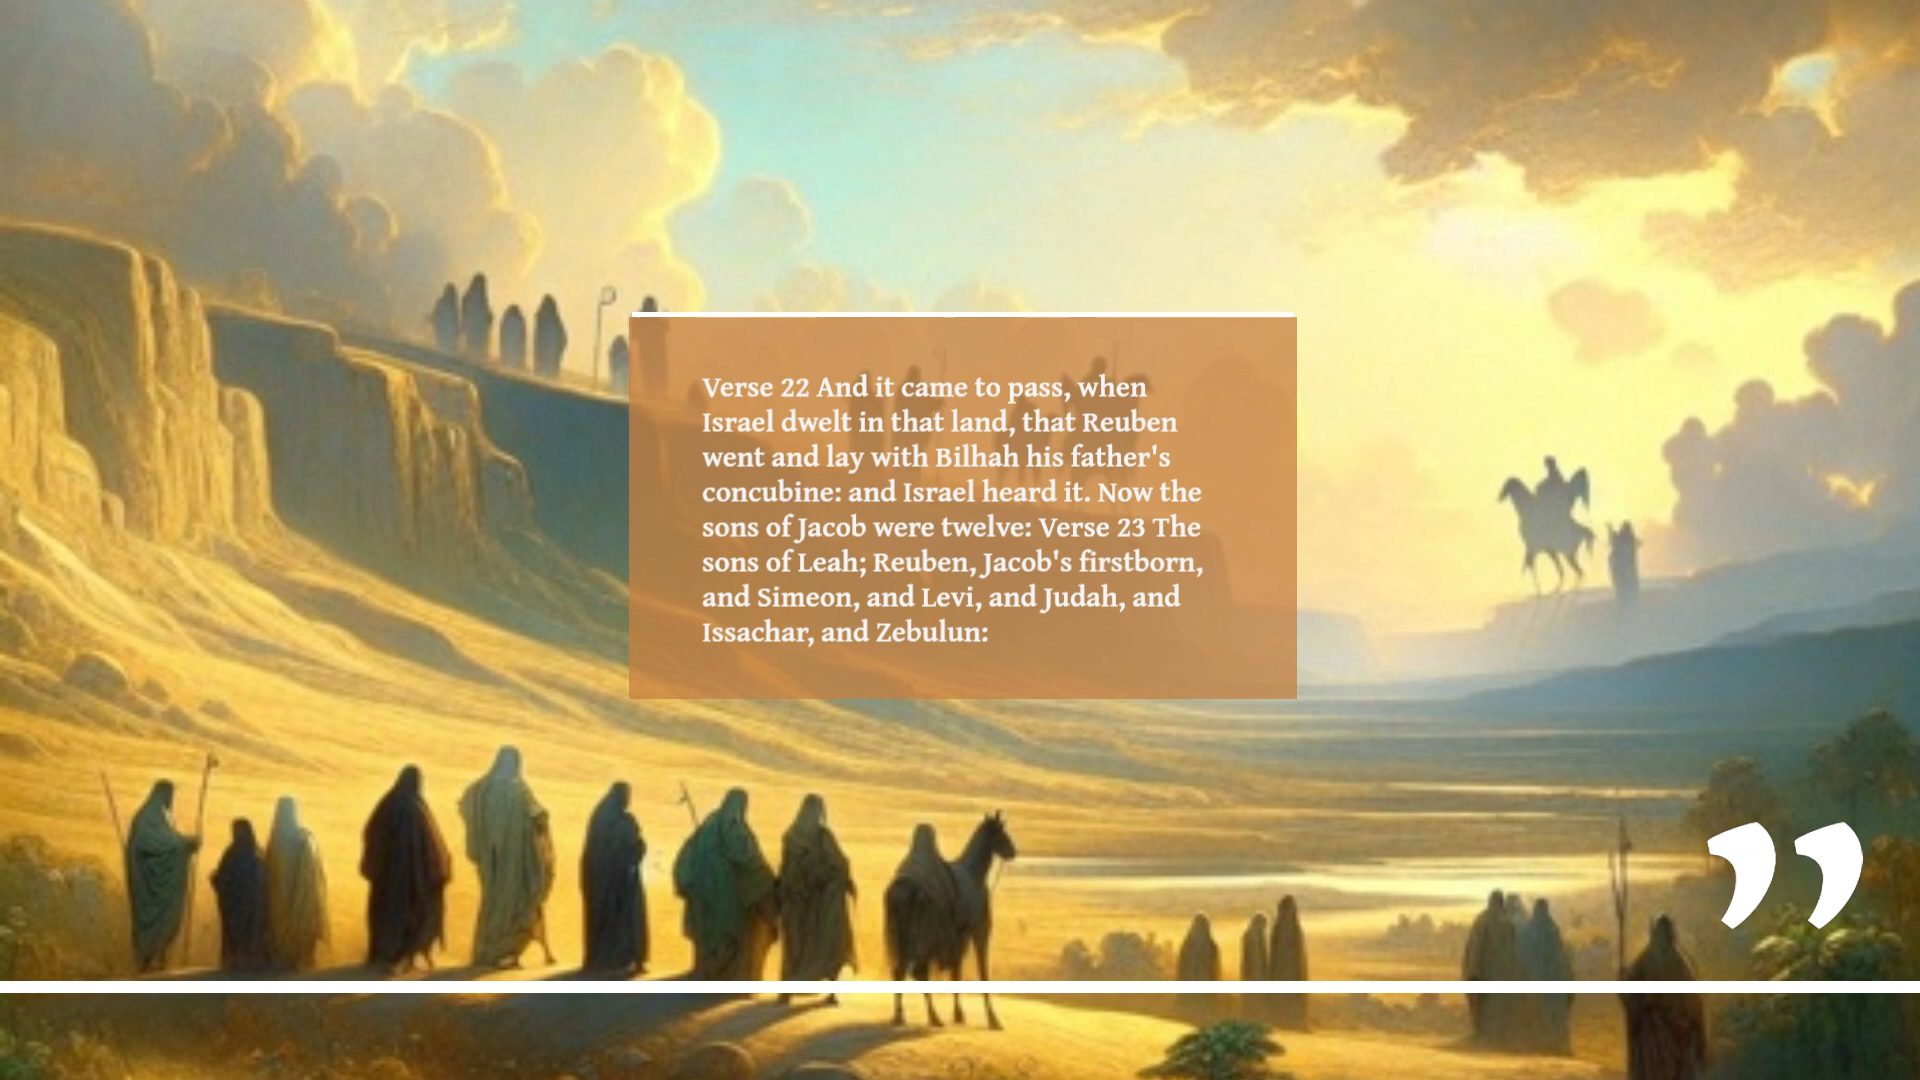 Verse 22 And it came to pass, when
Israel dwelt in that land, that Reuben
went and lay with Bilhah his father's
concubine: and Israel heard it. Now the
sons of Jacob were twelve: Verse 23 The
sons of Leah; Reuben, Jacob's firstborn,
and Simeon, and Levi, and Judah, and
Issachar, and Zebulun:
”